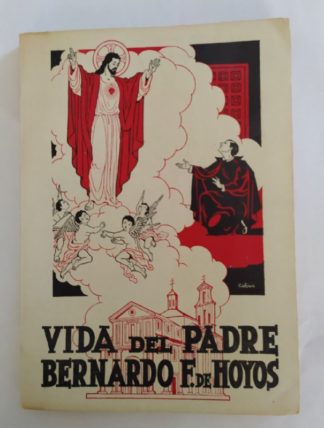 VIDA DEL PADRE
BERNARDO F. DE HOYOS